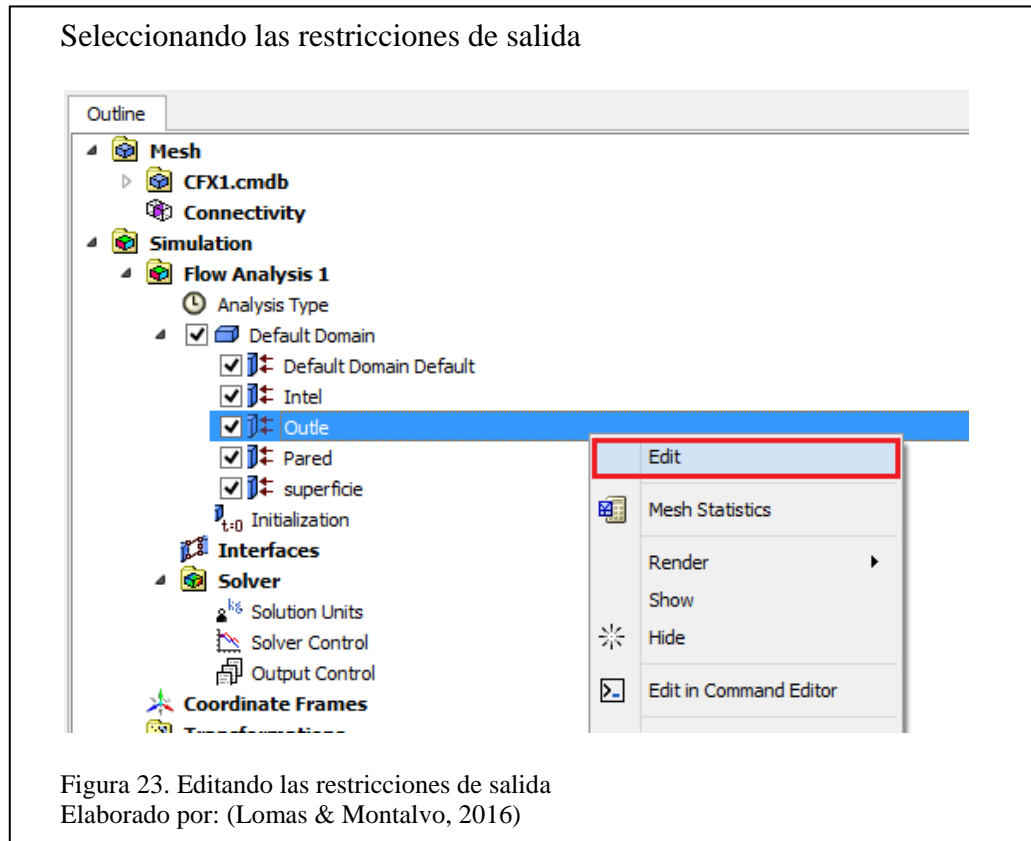 Seleccionando las restricciones de salida
Outline
Mesh
CFX1.cmdb
Connectivity
Simulation
Flow Analysis 1
Analysis Type
Default Domain
Default Domain Default
Intel
Outle
Pared
superficie
t=0 Initialization
Interfaces
Solver
Solution Units
Solver Control
Output Control
Coordinate Frames
Edit
Mesh Statistics
Render
Show
Hide
Edit in Command Editor
Figura 23. Editando las restricciones de salida
Elaborado por: (Lomas & Montalvo, 2016)